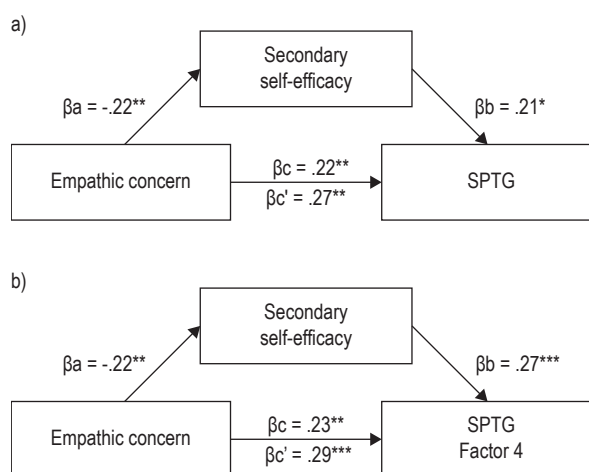 a)
Secondary
self-efficacy
βa = -.22**
βb = .21*
Empathic concern
βc = .22**
βc' = .27**
SPTG
b)
Secondary
self-efficacy
βa = -.22**
βb = .27***
Empathic concern
βc = .23**
βc’ = .29***
SPTG
Factor 4